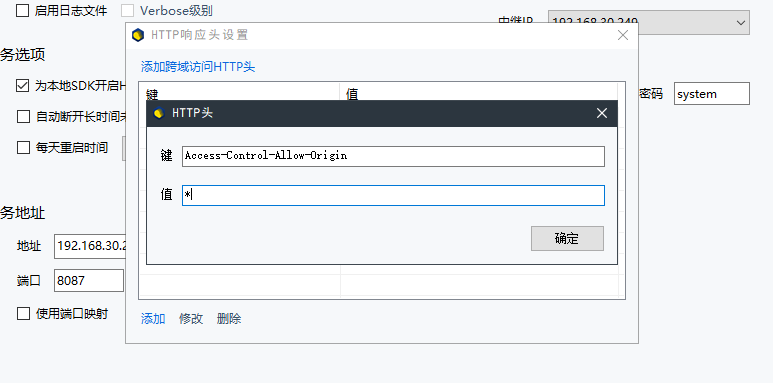 启用日志文件 Verbose级别
中继IP 192.168.30.249
HTTP响应头设置
务选项
添加跨域访问HTTP头
为本地SDK开启H
键 值
密码 system
HTTP头
自动断开长时间未
每天重启时间
键 Access-Control-Allow-Origin
值 *
务地址
确定
地址 192.168.30.2
端口 8087
使用端口映射
添加 修改 删除